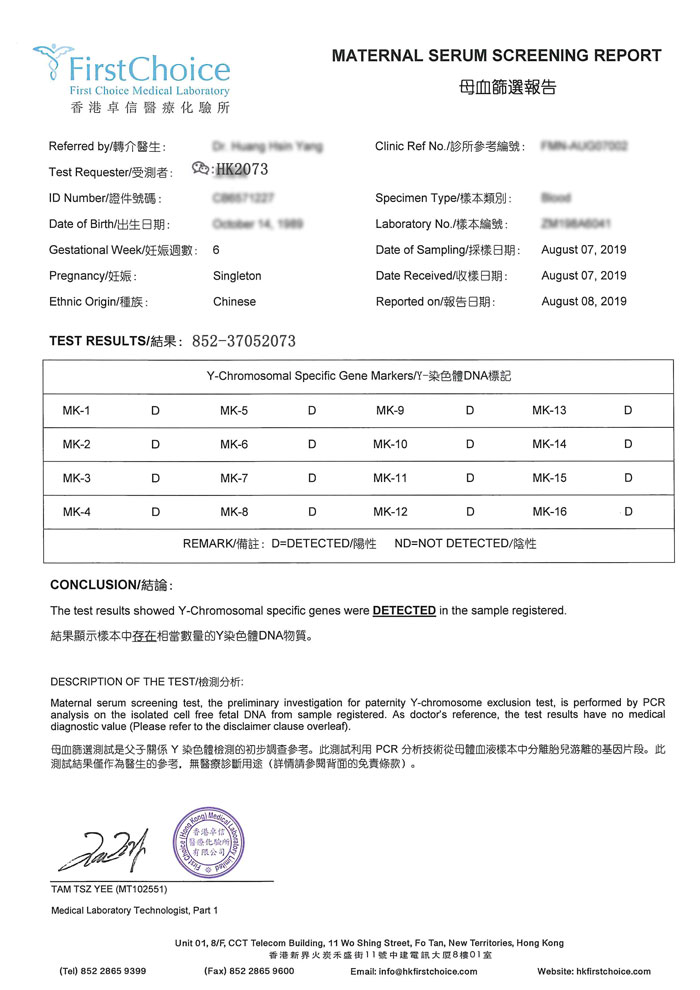 FirstChoice
First Choice Medical Laboratory
香港卓信醫療化驗所
MATERNAL SERUM SCREENING REPORT
母血篩選報告
Referred by/轉介醫生: Dr. Huang Hsin Yang Clinic Ref No./診所參考編號: FMN-AUG07002
Test Requester/受測者: :HK2073
ID Number/證件號碼: CB6571227 Specimen Type/樣本類別: Blood
Date of Birth/出生日期: October 14, 1989 Laboratory No./樣本編號:
Gestational Week/妊娠週數: 6 Date of Sampling/採樣日期: August 07, 2019
Pregnancy/妊娠: Singleton Date Received/收樣日期: August 07, 2019
Ethnic Origin/種族: Chinese Reported on/報告日期: August 08, 2019
TEST RESULTS/結果: 852-37052073
Y-Chromosomal Specific Gene Markers/Y-染色體DNA標記
MK-1 D MK-5 D MK-9 D MK-13 D
MK-2 D MK-6 D MK-10 D MK-14 D
MK-3 D MK-7 D MK-11 D MK-15 D
MK-4 D MK-8 D MK-12 D MK-16 D
REMARK/備註: D=DETECTED/陽性 ND=NOT DETECTED/陰性
CONCLUSION/結論:
The test results showed Y-Chromosomal specific genes were DETECTED in the sample registered.
結果顯示樣本中存在相當數量的Y染色體DNA物質。
DESCRIPTION OF THE TEST/檢測分析:
Maternal serum screening test, the preliminary investigation for paternity Y-chromosome exclusion test, is performed by PCR
analysis on the isolated cell free fetal DNA from sample registered. As doctor's reference, the test results have no medical
diagnostic value (Please refer to the disclaimer clause overleaf).
母血篩選測試是父子關係 Y 染色體檢測的初步調查參考。此測試利用 PCR 分析技術從母體血液樣本中分離胎兒游離的基因片段。此
測試結果僅作為醫生的參考，無醫療診斷用途（詳情請參閱背面的免責條款）。
First Choice (Hong Kong) Medical Laboratory Limited
香港卓信
醫療化驗所
有限公司
TAM TSZ YEE (MT102551)
Medical Laboratory Technologist, Part 1
Unit 01, 8/F, CCT Telecom Building, 11 Wo Shing Street, Fo Tan, New Territories, Hong Kong
香港新界火炭禾盛街11號中建電訊大廈8樓01室
(Tel) 852 2865 9399 (Fax) 852 2865 9600 Email: info@hkfirstchoice.com Website: hkfirstchoice.com